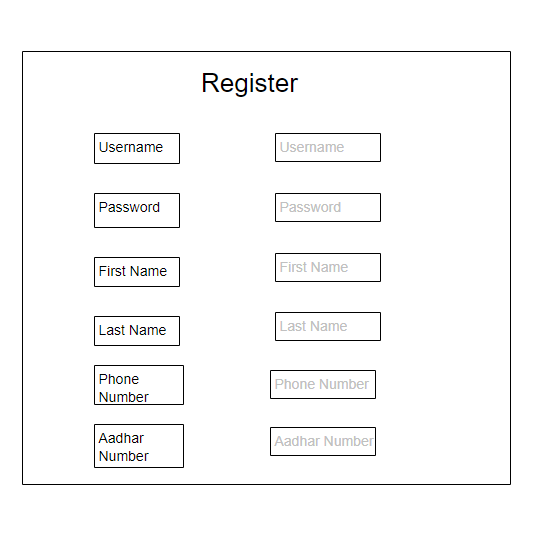 Register
Username Username
Password Password
First Name First Name
Last Name Last Name
Phone
Number
Phone Number
Aadhar
Number
Aadhar Number